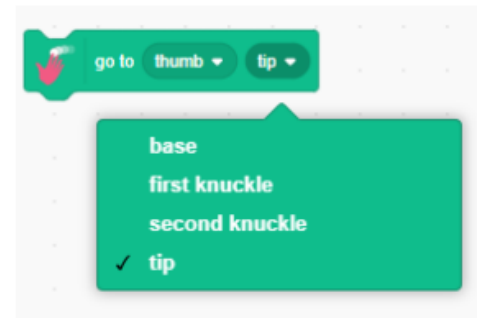 go to thumb tip
base
first knuckle
second knuckle
tip